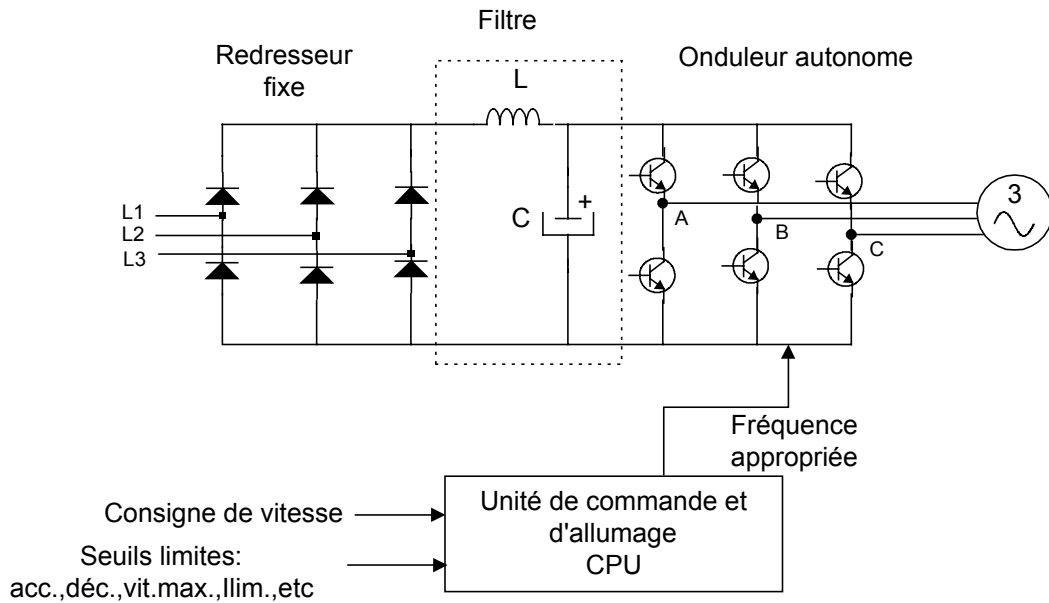 Filtre
Redresseur
fixe
Onduleur autonome
L
L1
L2
L3
C
+
A
B
C
3
Fréquence
appropriée
Consigne de vitesse
Unité de commande et
d'allumage
CPU
Seuils limites:
acc.,déc.,vit.max.,Ilim.,etc